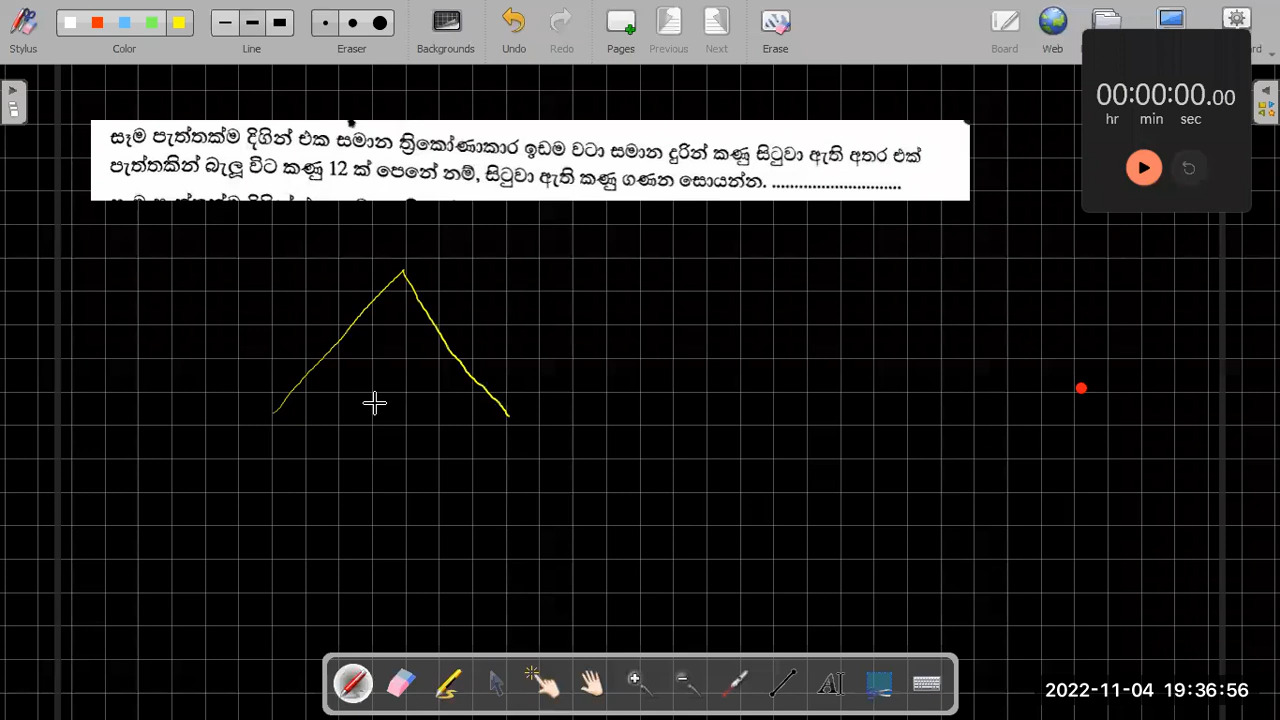 Stylus
Color
Line
Eraser
Backgrounds
Undo
Redo
Pages
Previous
Next
Erase
Board
Web
00:00:00.00
hr min sec
සෑම පැත්තක්ම දිගින් එක සමාන ත්‍රිකෝණාකාර ඉඩම වටා සමාන දුරින් කණු සිටුවා ඇති අතර එක්
පැත්තකින් බැලූ විට කණු 12 ක් පෙනේ නම්, සිටුවා ඇති කණු ගණන සොයන්න. ..............................
2022-11-04 19:36:56